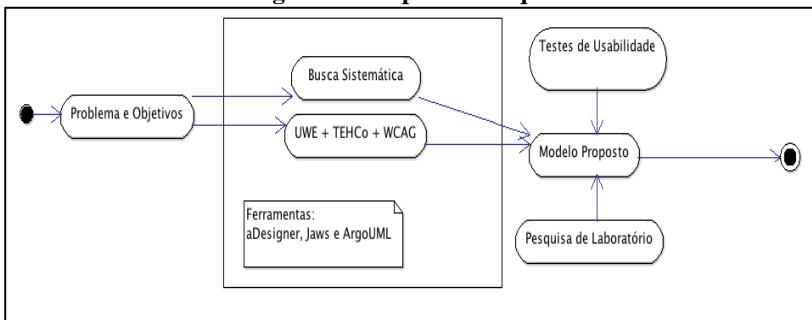 Problema e Objetivos
Busca Sistemática
UWE + TEHCo + WCAG
Ferramentas:
aDesigner, Jaws e ArgoUML
Testes de Usabilidade
Modelo Proposto
Pesquisa de Laboratório